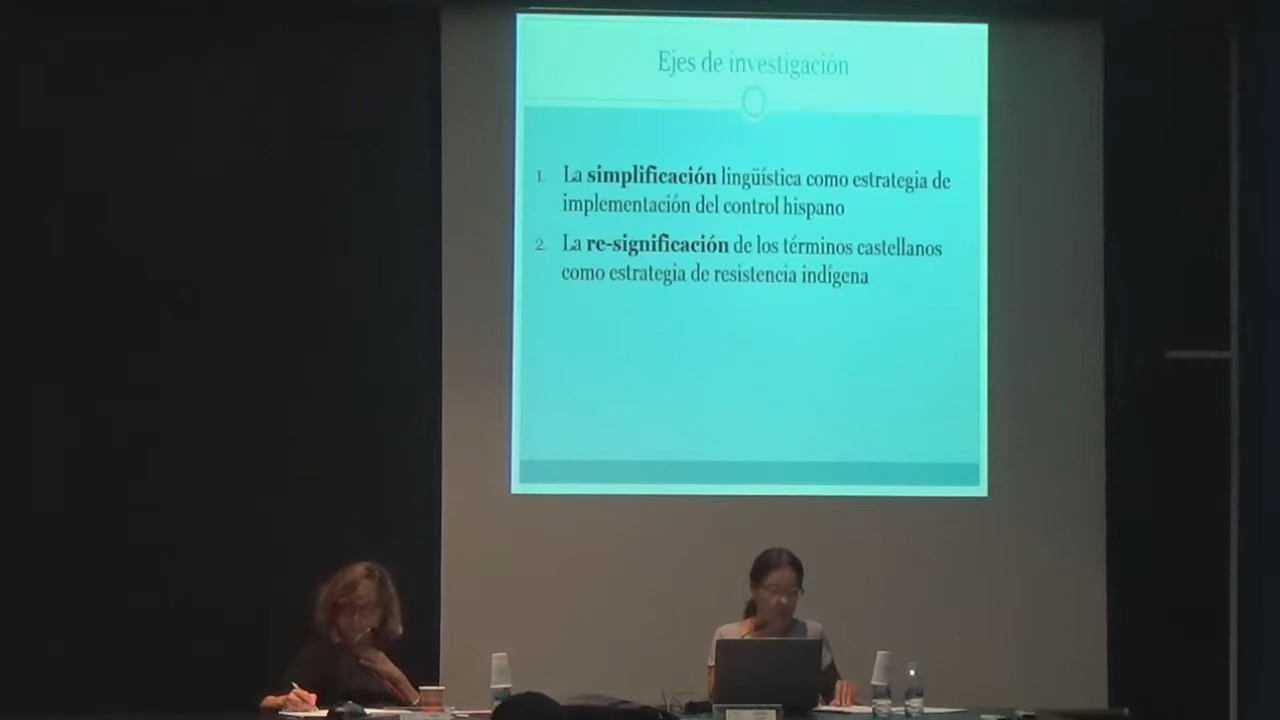 Ejes de investigación
1. La simplificación lingüística como estrategia de
implementación del control hispano
2. La re-significación de los términos castellanos
como estrategia de resistencia indígena